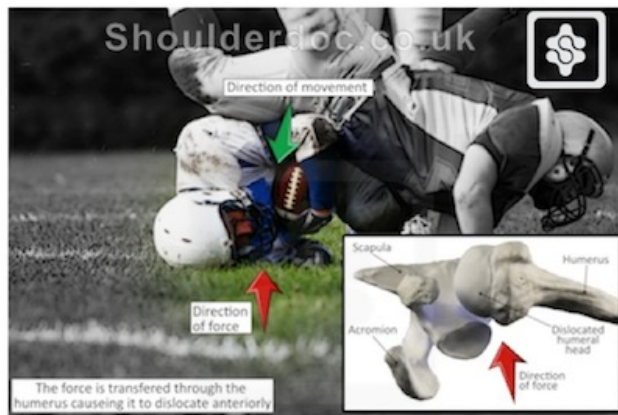 Shoulderdoc.co.uk
Direction of movement
Direction
of force
Scapula
Humerus
Acromion
Dislocated
humeral
head
Direction
of force
The force is transfered through the
humerus causeing it to dislocate anteriorly